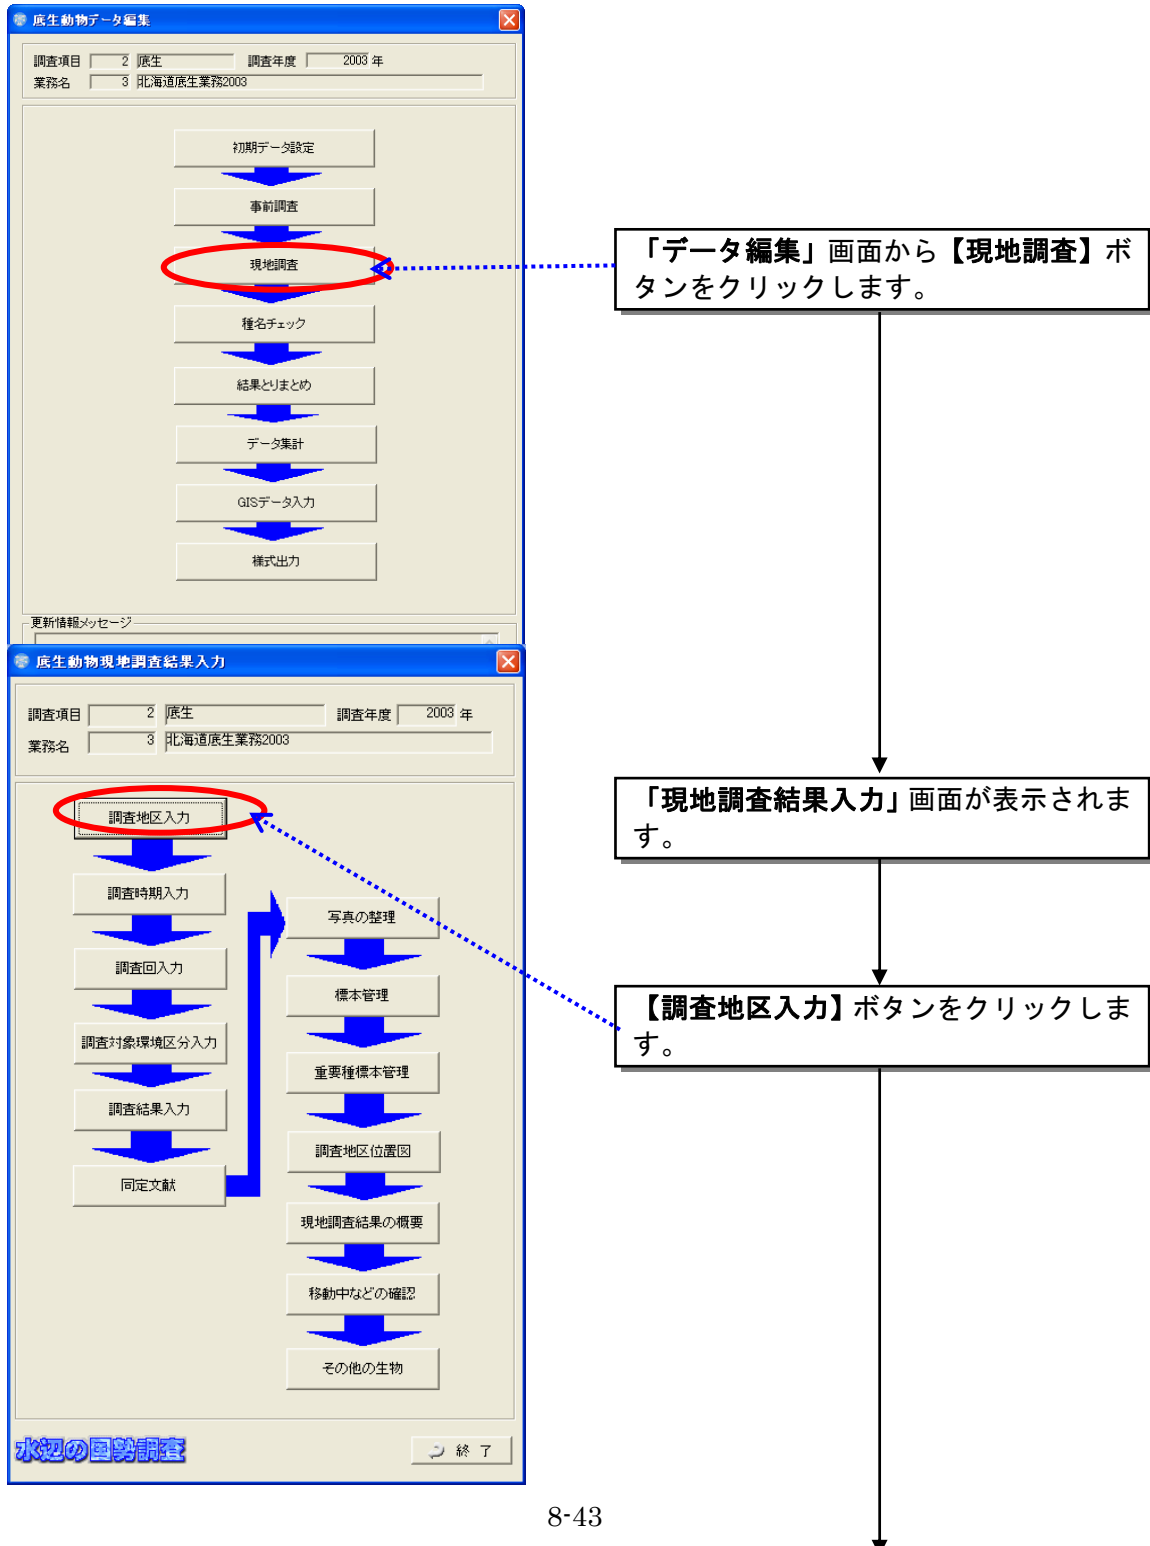 底生動物データ編集
調査項目 2 底生 調査年度 2003 年
業務名 3 北海道底生業務2003
初期データ設定
事前調査
現地調査
種名チェック
結果とりまとめ
データ集計
GISデータ入力
様式出力
更新情報メッセージ
「データ編集」画面から【現地調査】ボ
タンをクリックします。
底生動物現地調査結果入力
調査項目 2 底生 調査年度 2003 年
業務名 3 北海道底生業務2003
調査地区入力
調査時期入力
調査回入力
調査対象環境区分入力
調査結果入力
同定文献
写真の整理
標本管理
重要種標本管理
調査地区位置図
現地調査結果の概要
移動中などの確認
その他の生物
水辺の国勢調査
終 了
「現地調査結果入力」画面が表示されま
す。
【調査地区入力】ボタンをクリックしま
す。
8-43